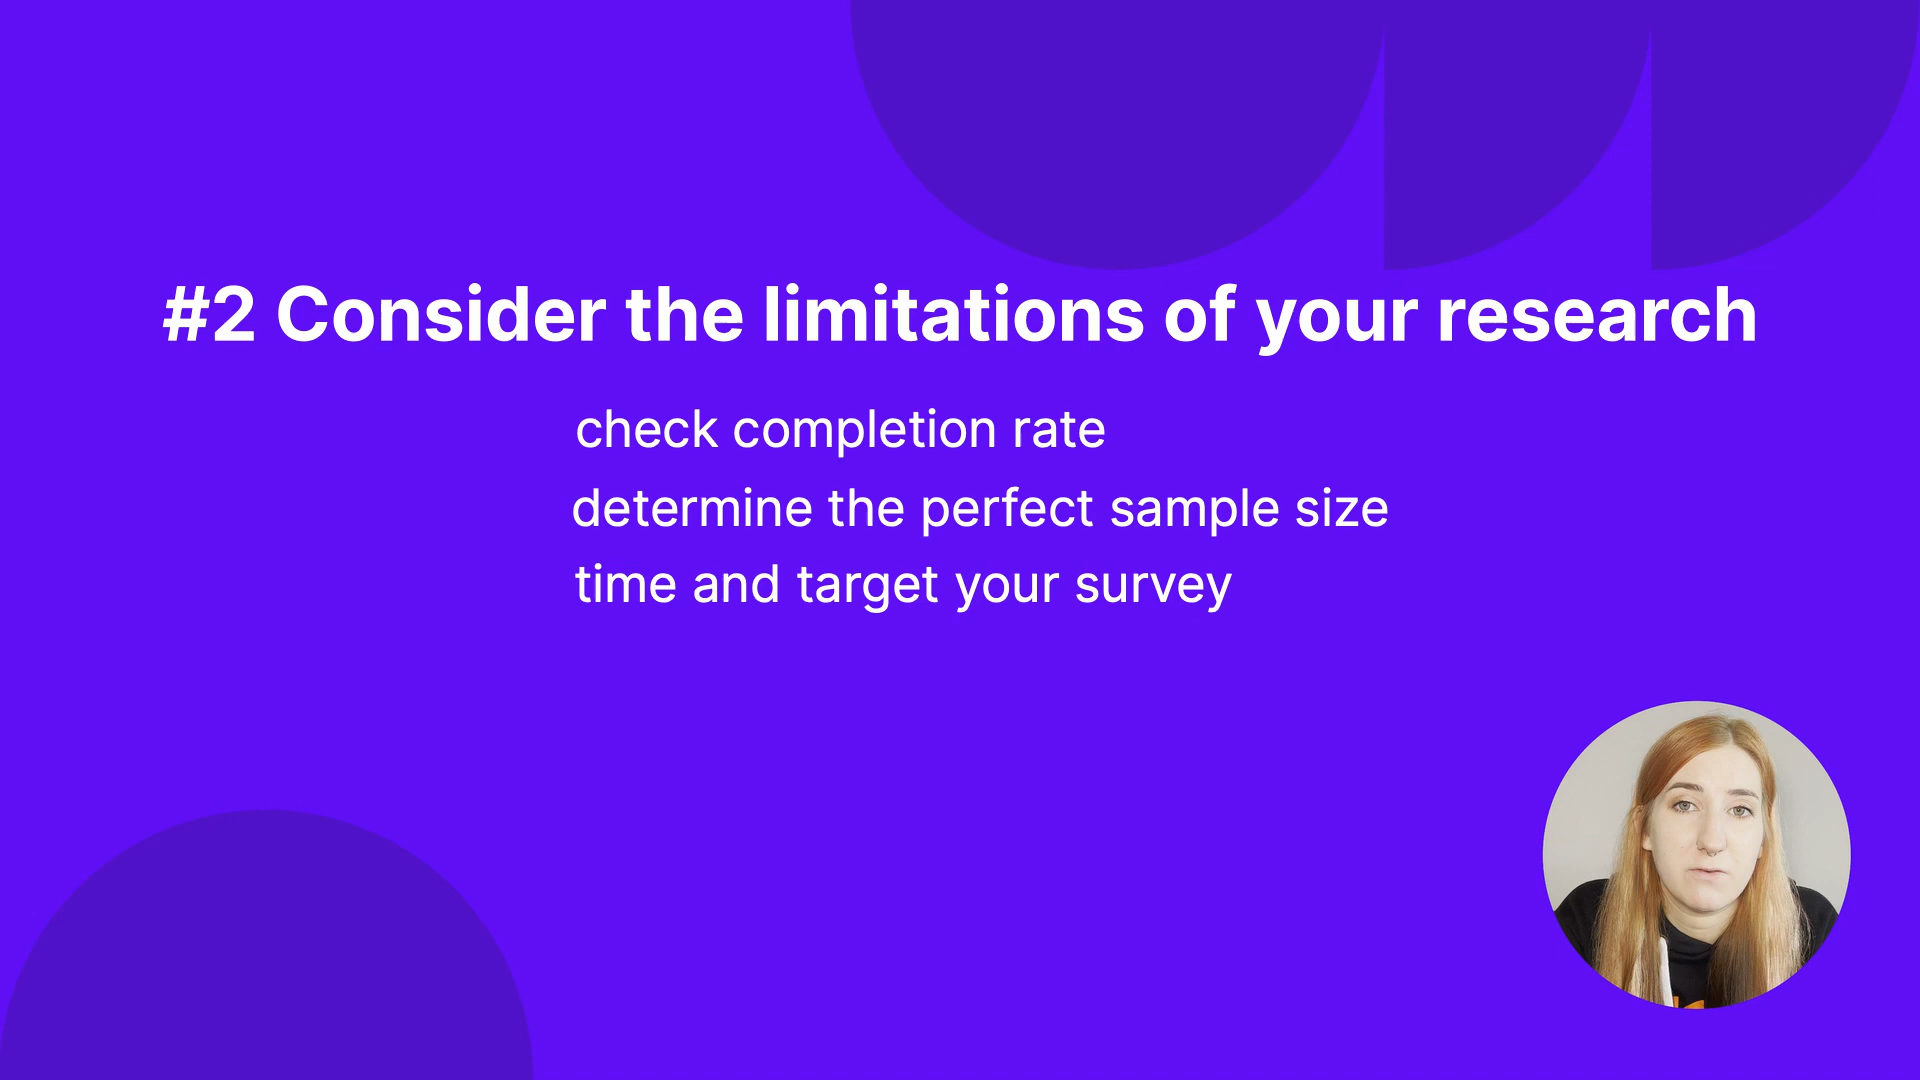 #2 Consider the limitations of your research
check completion rate
determine the perfect sample size
time and target your survey